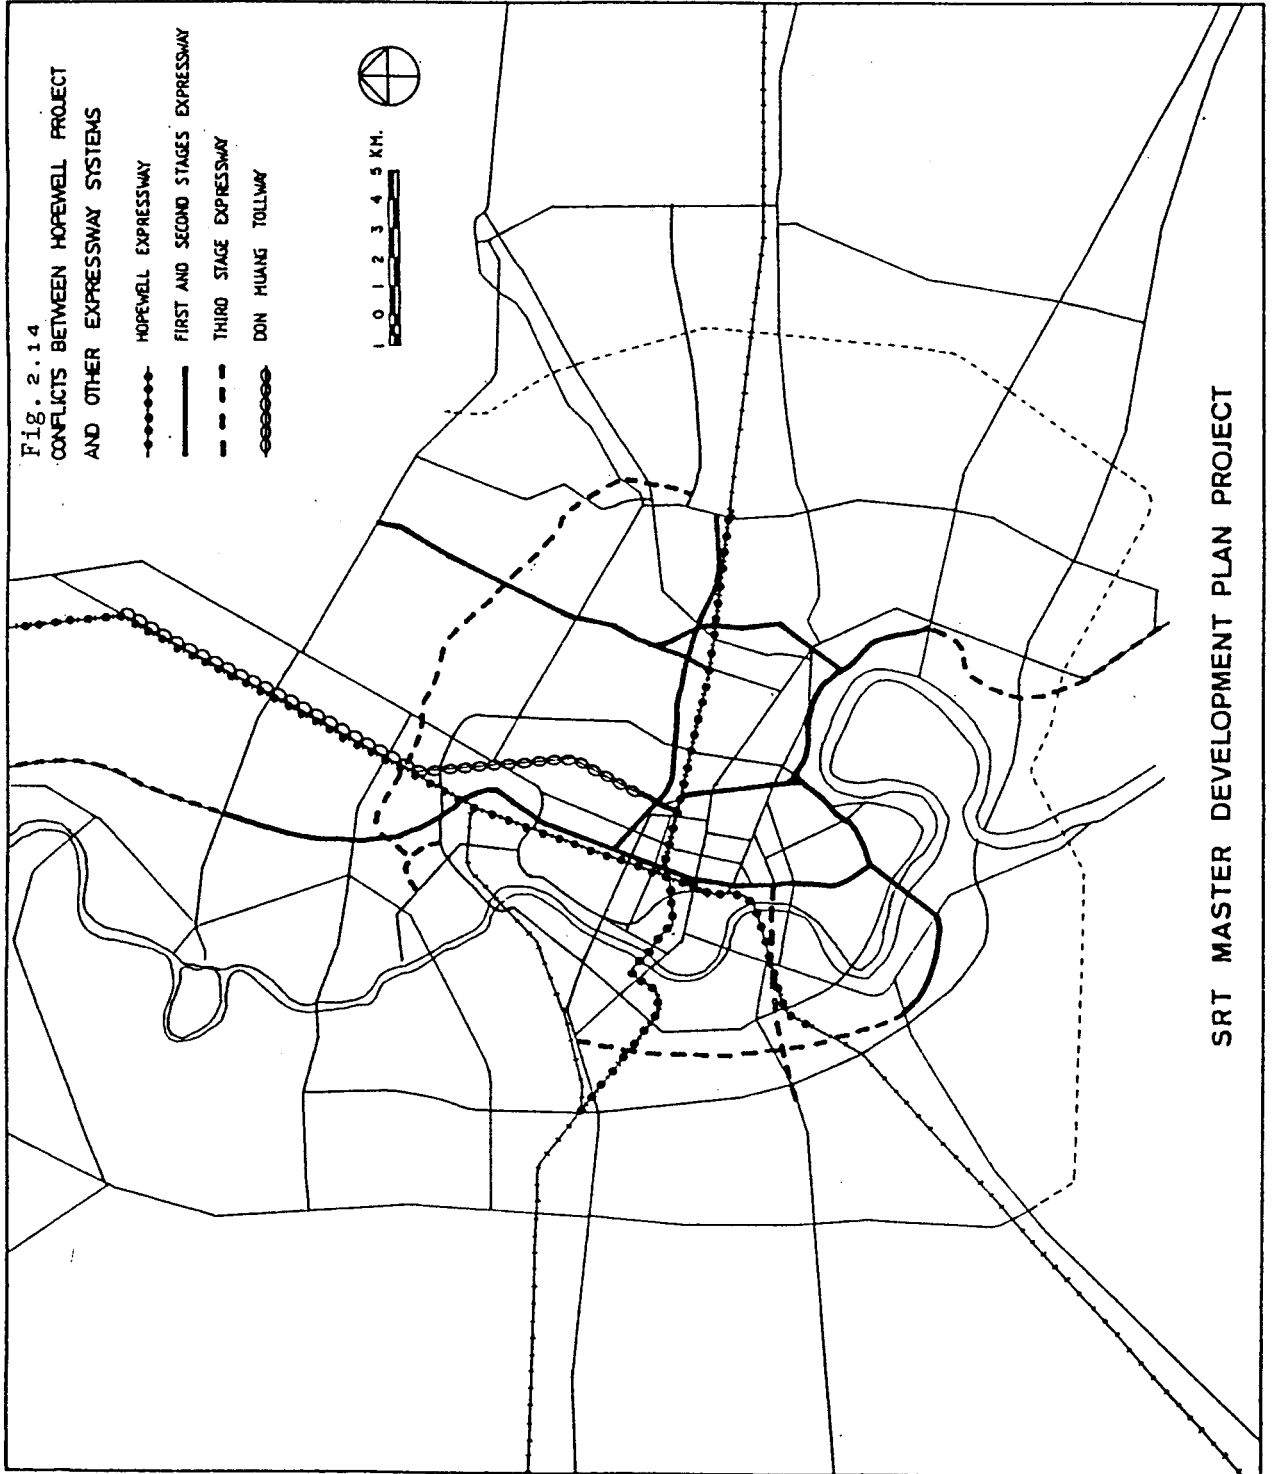 Fig. 2.14
CONFLICTS BETWEEN HOPEWELL PROJECT
AND OTHER EXPRESSWAY SYSTEMS
HOPEWELL EXPRESSWAY
FIRST AND SECOND STAGES EXPRESSWAY
THIRD STAGE EXPRESSWAY
DON MUANG TOLLWAY
1 0 1 2 3 4 5 KM.
SRT MASTER DEVELOPMENT PLAN PROJECT